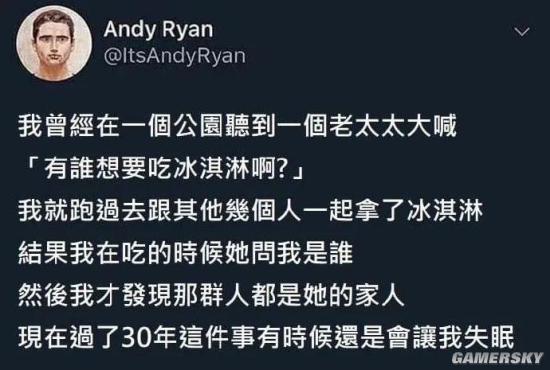 Andy Ryan
@ItsAndyRyan
我曾經在一個公園聽到一個老太太大喊
「有誰想要吃冰淇淋啊?」
我就跑過去跟其他幾個人一起拿了冰淇淋
結果我在吃的時候她問我是誰
然後我才發現那群人都是她的家人
現在過了30年這件事有時候還是會讓我失眠
GAMERSKY